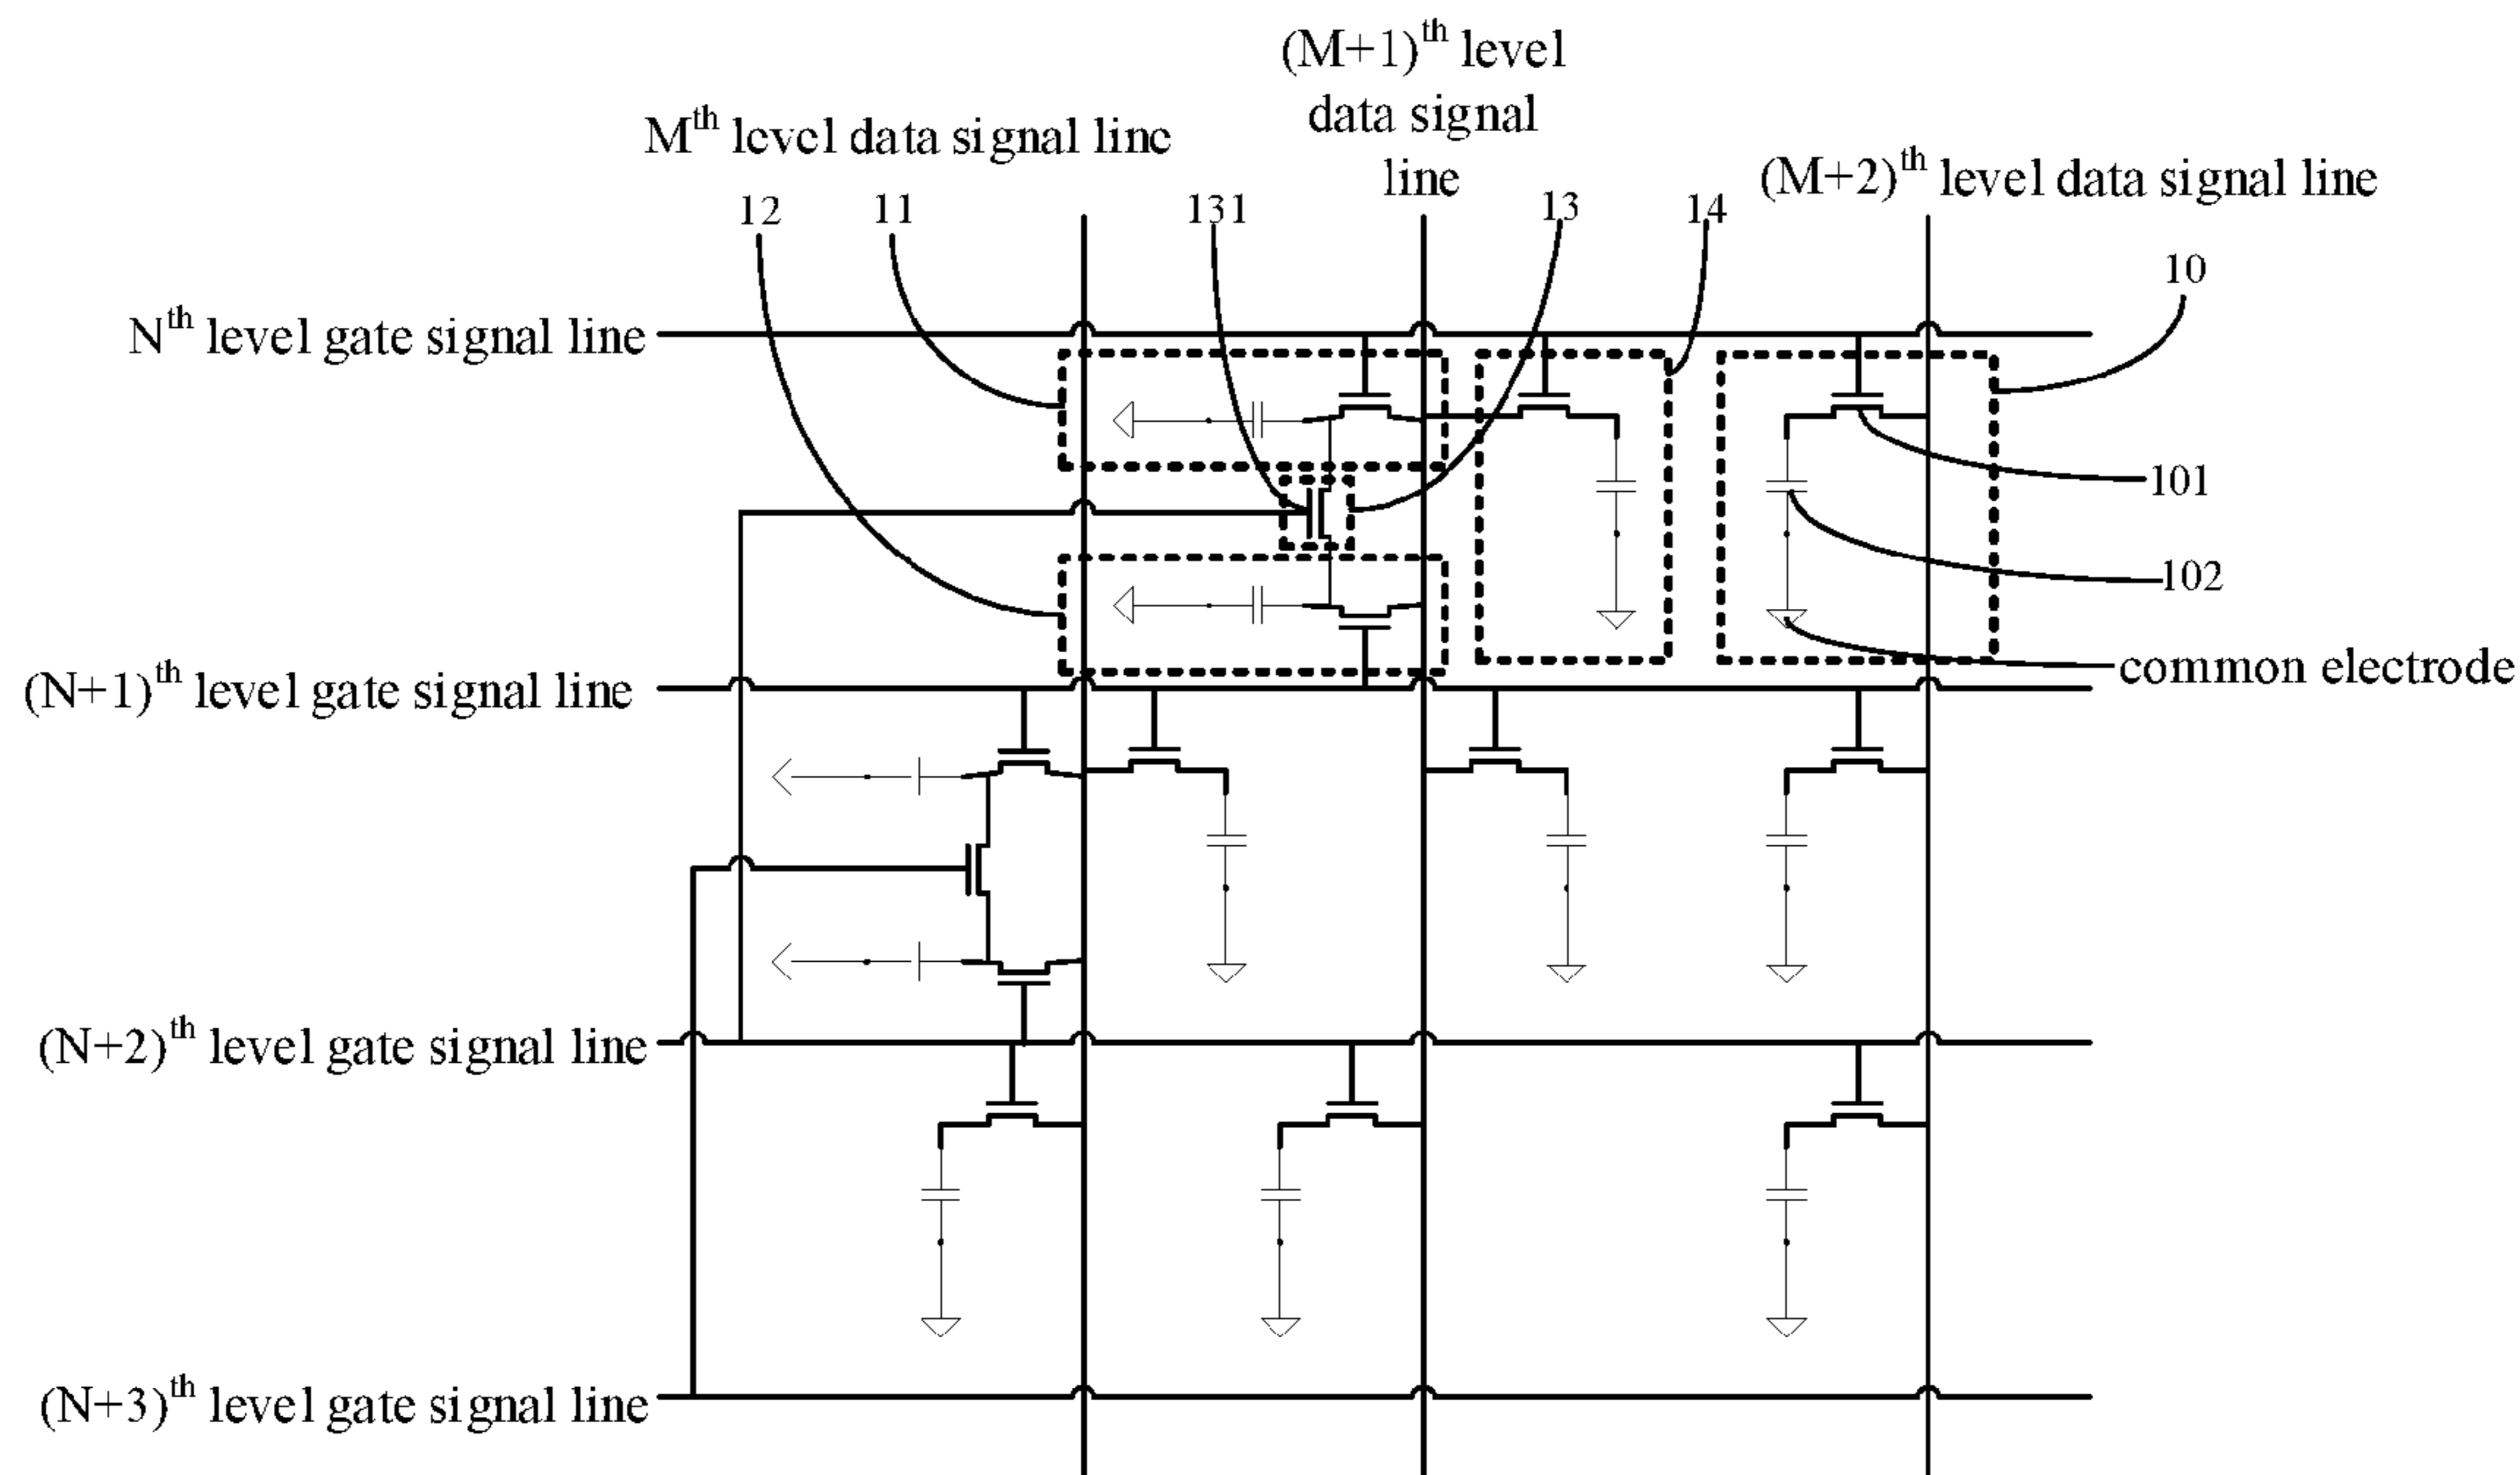 (M+1)th level
data signal
line
Mth level data signal line
(M+2)th level data signal line
12
11
131
13
14
10
Nth level gate signal line
101
102
common electrode
(N+1)th level gate signal line
(N+2)th level gate signal line
(N+3)th level gate signal line